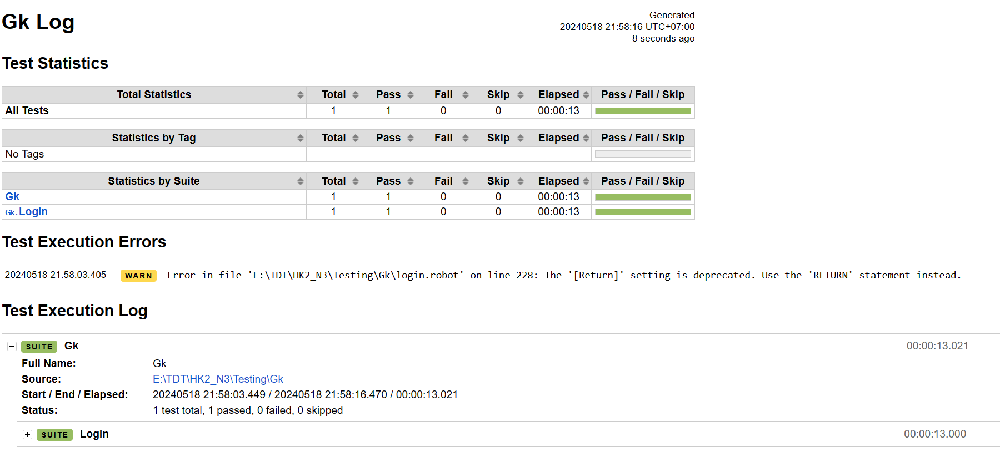 Gk Log
Generated
20240518 21:58:16 UTC+07:00
8 seconds ago
Test Statistics
Total Statistics Total Pass Fail Skip Elapsed Pass / Fail / Skip
All Tests 1 1 0 0 00:00:13
Statistics by Tag Total Pass Fail Skip Elapsed Pass / Fail / Skip
No Tags
Statistics by Suite Total Pass Fail Skip Elapsed Pass / Fail / Skip
Gk 1 1 0 0 00:00:13
Gk.Login 1 1 0 0 00:00:13
Test Execution Errors
20240518 21:58:03.405 WARN Error in file 'E:\TDT\HK2_N3\Testing\Gk\login.robot' on line 228: The '[Return]' setting is deprecated. Use the 'RETURN' statement instead.
Test Execution Log
SUITE Gk 00:00:13.021
Full Name: Gk
Source: E:\TDT\HK2_N3\Testing\Gk
Start / End / Elapsed: 20240518 21:58:03.449 / 20240518 21:58:16.470 / 00:00:13.021
Status: 1 test total, 1 passed, 0 failed, 0 skipped
SUITE Login 00:00:13.000